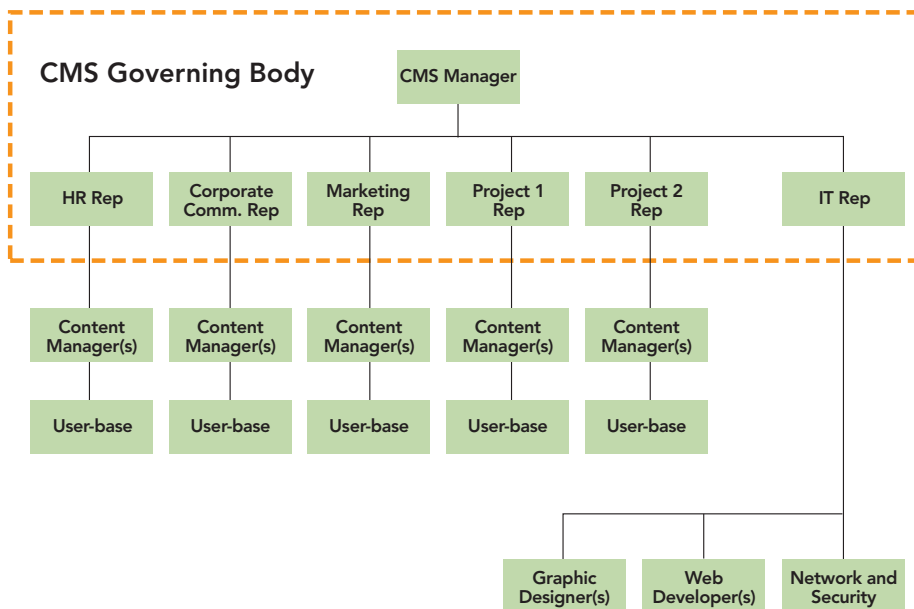 CMS Governing Body
CMS Manager
HR Rep
Corporate
Comm. Rep
Marketing
Rep
Project 1
Rep
Project 2
Rep
IT Rep
Content
Manager(s)
Content
Manager(s)
Content
Manager(s)
Content
Manager(s)
Content
Manager(s)
User-base
User-base
User-base
User-base
User-base
Graphic
Designer(s)
Web
Developer(s)
Network and
Security